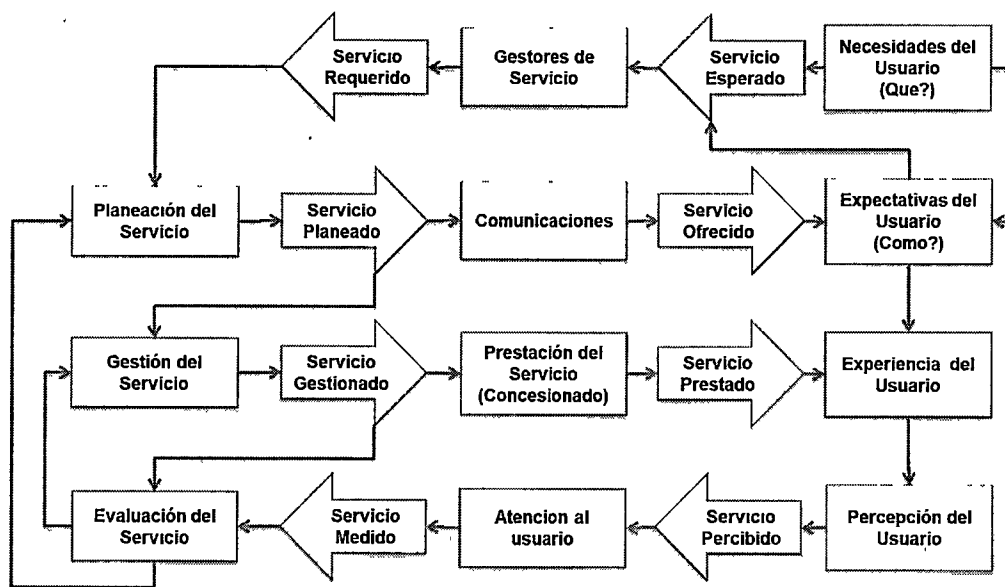 Servicio
Requerido
Gestores de
Servicio
Servicio
Esperado
Necesidades del
Usuario
(Que?)
Planeación del
Servicio
Servicio
Planeado
Comunicaciones
Servicio
Ofrecido
Expectativas del
Usuario
(Como?)
Gestión del
Servicio
Servicio
Gestionado
Prestación del
Servicio
(Concesionado)
Servicio
Prestado
Experiencia del
Usuario
Evaluación del
Servicio
Servicio
Medido
Atencion al
usuario
Servicio
Percibido
Percepción del
Usuario